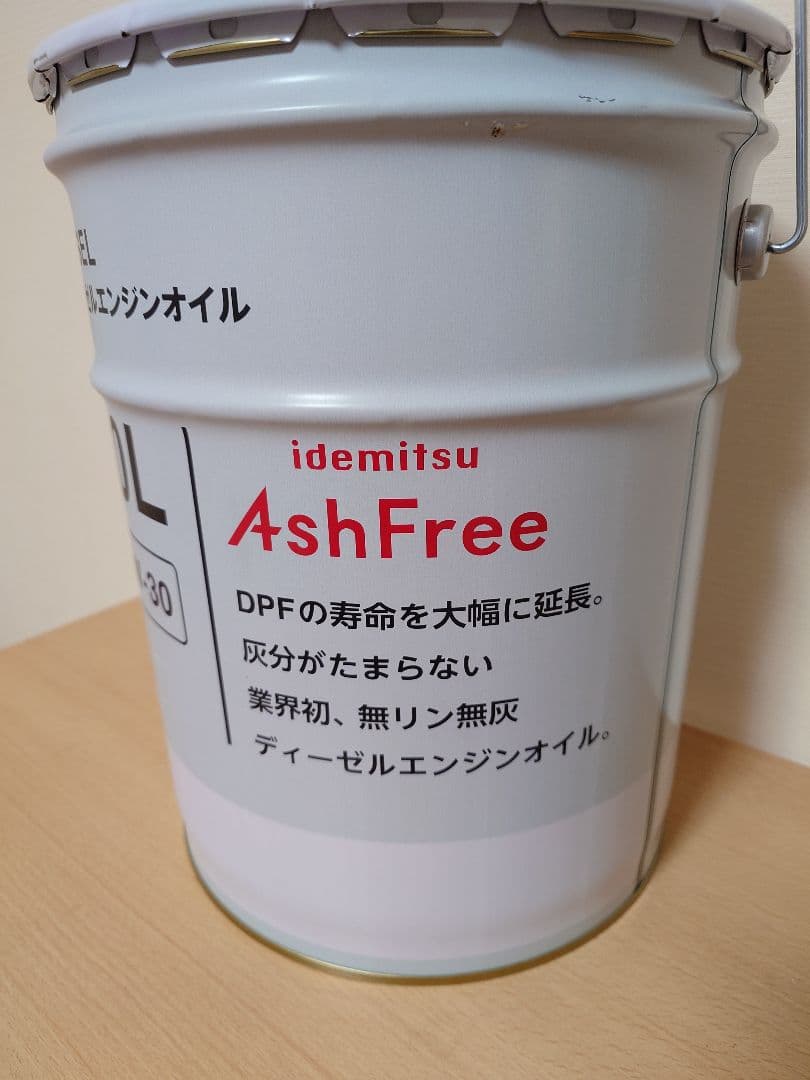 ルエンジンオイル
idemitsu
AshFree
-30
DPFの寿命を大幅に延長。
灰分がたまらない
業界初、無リン無灰
ディーゼルエンジンオイル。